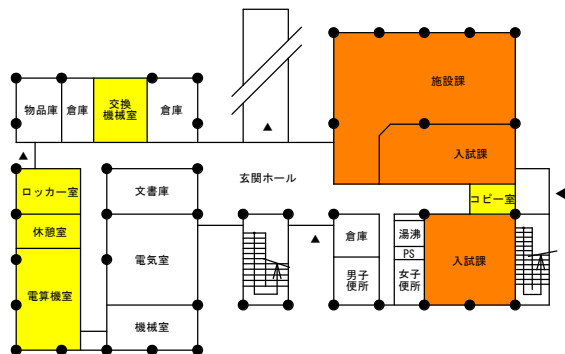 施設課
物品庫
倉庫
交換
機械室
倉庫
入試課
ロッカー室
文書庫
玄関ホール
コピー室
休憩室
電気室
倉庫
湯沸
PS
入試課
電算機室
男子
便所
女子
便所
機械室